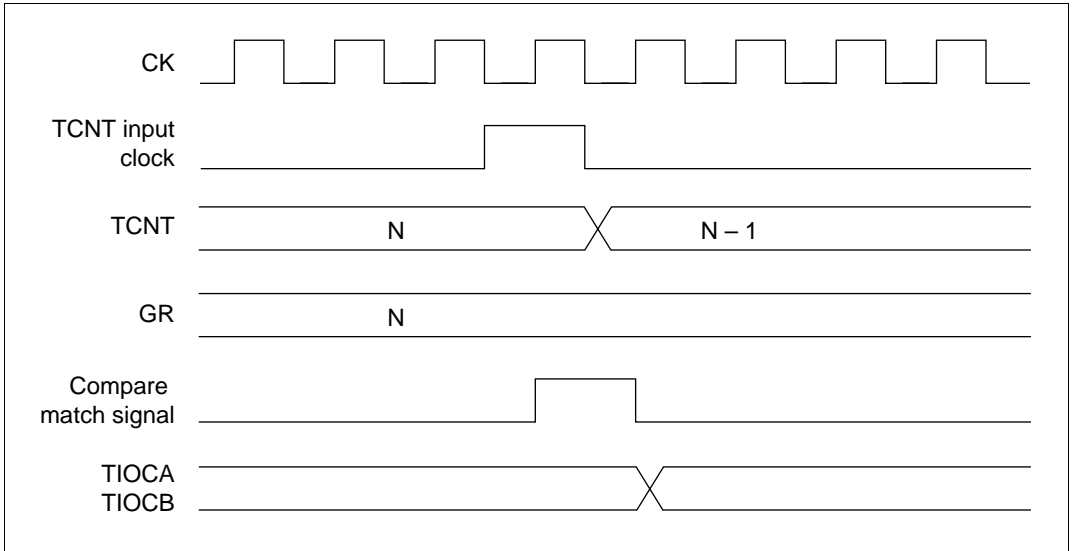 CK
TCNT input
clock
TCNT
N
N – 1
GR
N
Compare
match signal
TIOCA
TIOCB